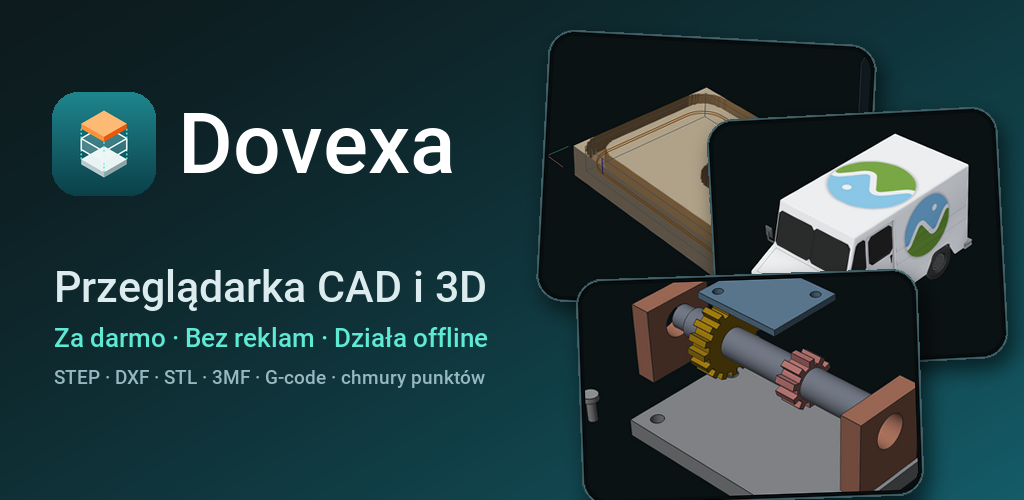 Dovexa
Przeglądarka CAD i 3D
Za darmo · Bez reklam · Działa offline
STEP · DXF · STL · 3MF · G-code · chmury punktów